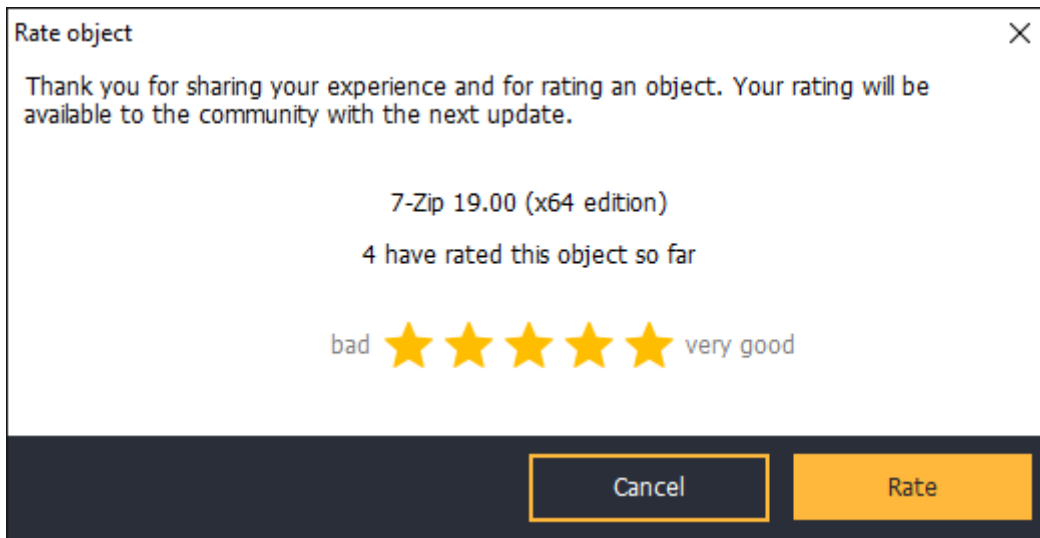 Rate object
Thank you for sharing your experience and for rating an object. Your rating will be
available to the community with the next update.
7-Zip 19.00 (x64 edition)
4 have rated this object so far
bad very good
Cancel Rate